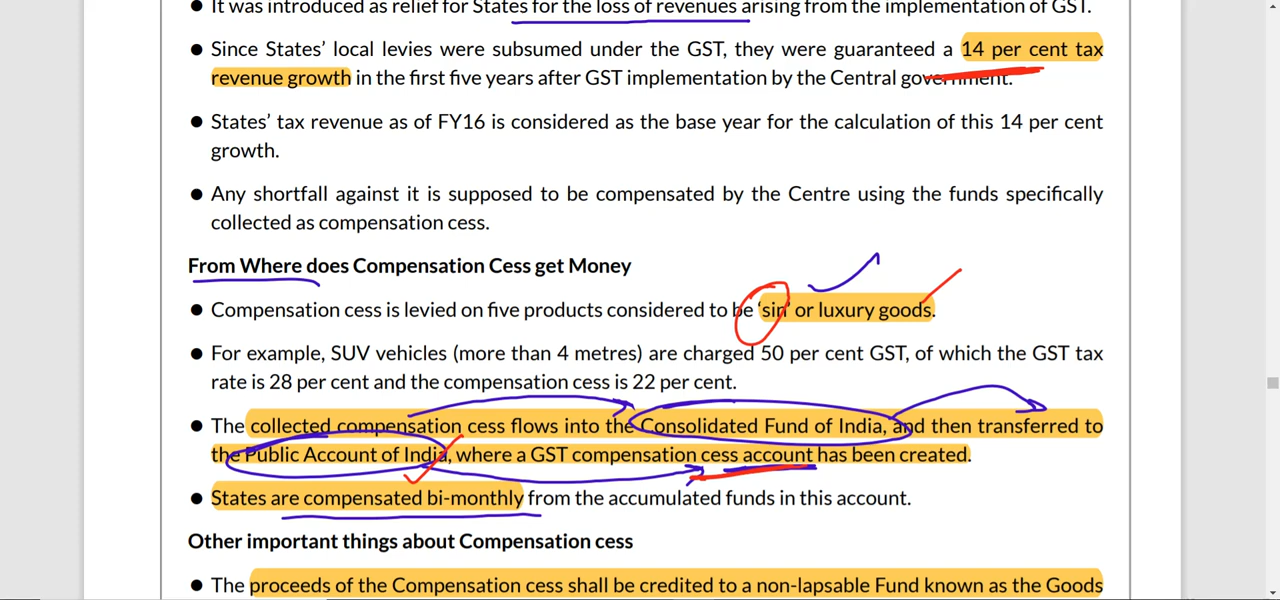 ● It was introduced as relief for States for the loss of revenues arising from the implementation of GST.
● Since States’ local levies were subsumed under the GST, they were guaranteed a 14 per cent tax
revenue growth in the first five years after GST implementation by the Central government.
● States’ tax revenue as of FY16 is considered as the base year for the calculation of this 14 per cent
growth.
● Any shortfall against it is supposed to be compensated by the Centre using the funds specifically
collected as compensation cess.
From Where does Compensation Cess get Money
● Compensation cess is levied on five products considered to be ‘sin’ or luxury goods.
● For example, SUV vehicles (more than 4 metres) are charged 50 per cent GST, of which the GST tax
rate is 28 per cent and the compensation cess is 22 per cent.
● The collected compensation cess flows into the Consolidated Fund of India, and then transferred to
the Public Account of India, where a GST compensation cess account has been created.
● States are compensated bi-monthly from the accumulated funds in this account.
Other important things about Compensation cess
● The proceeds of the Compensation cess shall be credited to a non-lapsable Fund known as the Goods